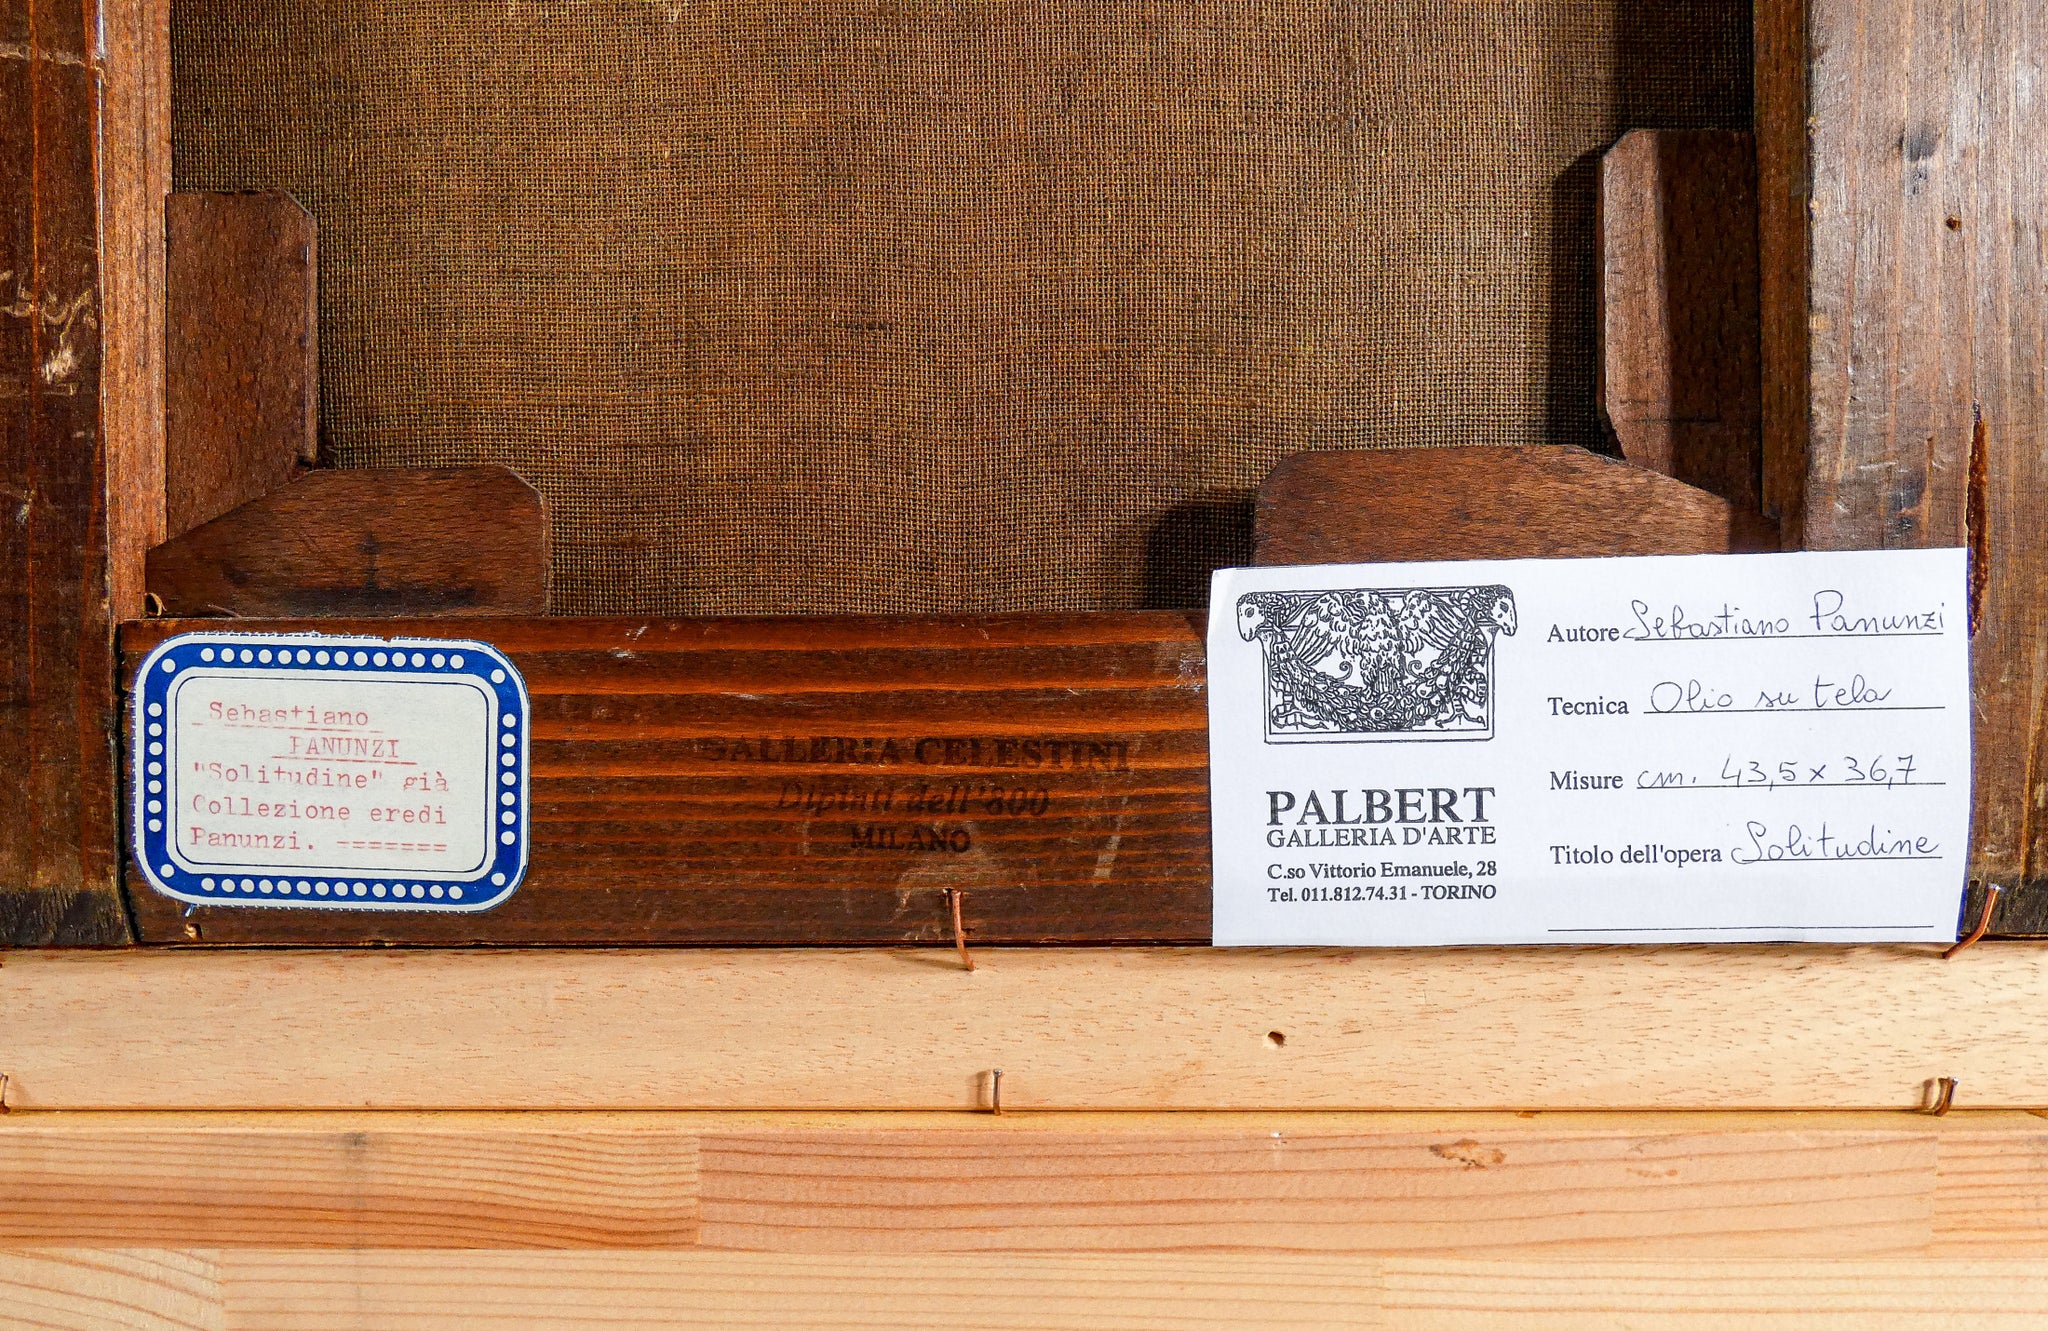 Sebastiano
PANUNZI
"Solitudine" già
Collezione eredi
Panunzi. -------
GALLERIA CELESTINI
Dipinti dell'800
MILANO
PALBERT
GALLERIA D'ARTE
C.so Vittorio Emanuele, 28
Tel. 011.812.74.31 - TORINO
Autore Sebastiano Panunzi
Tecnica Olio su tela
Misure cm. 43,5 x 36,7
Titolo dell'opera Solitudine